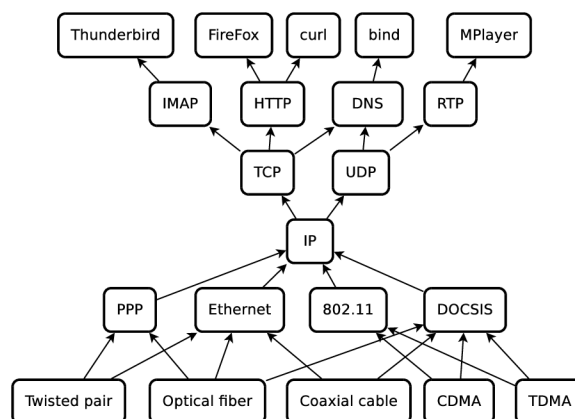 Thunderbird FireFox curl bind MPlayer
IMAP HTTP DNS RTP
TCP UDP
IP
PPP Ethernet 802.11 DOCSIS
Twisted pair Optical fiber Coaxial cable CDMA TDMA